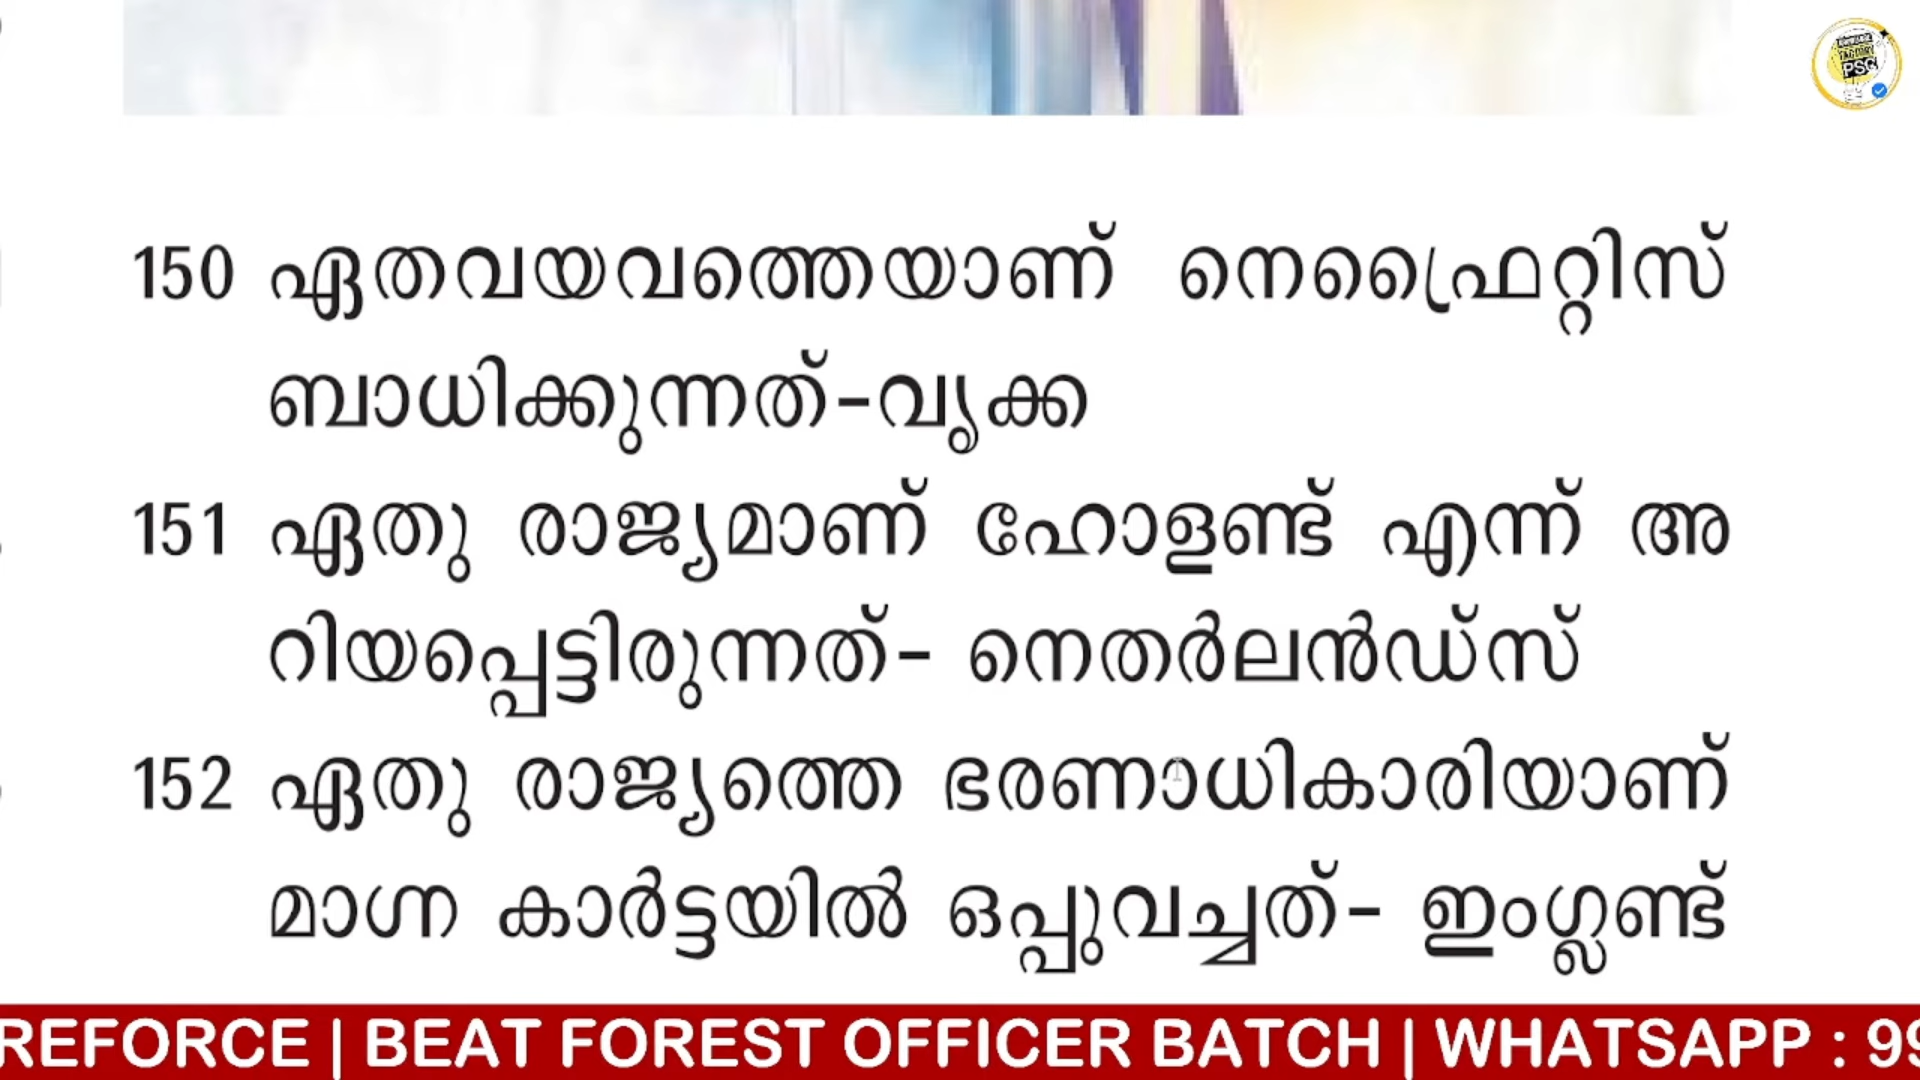 PSC
150 ഏതവയവത്തെയാണ് നെഫ്രൈറ്റിസ്
ബാധിക്കുന്നത്-വൃക്ക
151 ഏതു രാജ്യമാണ് ഹോളണ്ട് എന്ന് അ
റിയപ്പെട്ടിരുന്നത്- നെതർലൻഡ്സ്
152 ഏതു രാജ്യത്തെ ഭരണാധികാരിയാണ്
മാഗ്ന കാർട്ടയിൽ ഒപ്പുവച്ചത്- ഇംഗ്ലണ്ട്
REFORCE | BEAT FOREST OFFICER BATCH | WHATSAPP : 99